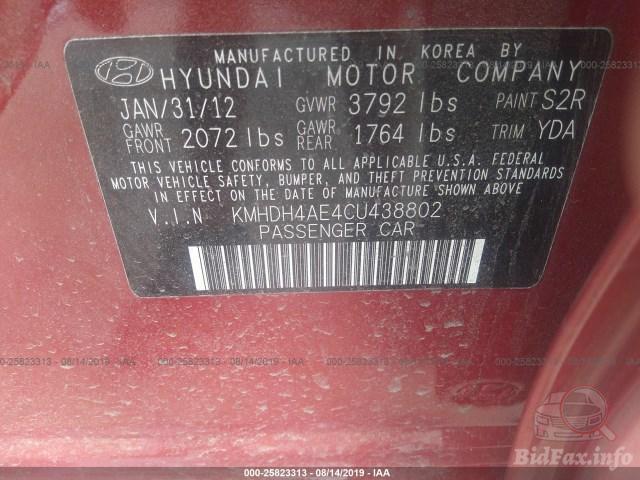 MANUFACTURED IN KOREA BY
HYUNDAI MOTOR COMPANY
JAN/31/12 GVWR 3792 lbs PAINT S2R
GAWR FRONT 2072 lbs GAWR REAR 1764 lbs TRIM YDA
THIS VEHICLE CONFORMS TO ALL APPLICABLE U.S.A. FEDERAL
MOTOR VEHICLE SAFETY, BUMPER, AND THEFT PREVENTION STANDARDS
IN EFFECT ON THE DATE OF MANUFACTURE SHOWN ABOVE
V.I.N KMHDH4AE4CU438802
PASSENGER CAR
000-25823313 - 08/14/2019 - IAA
BidFax.info